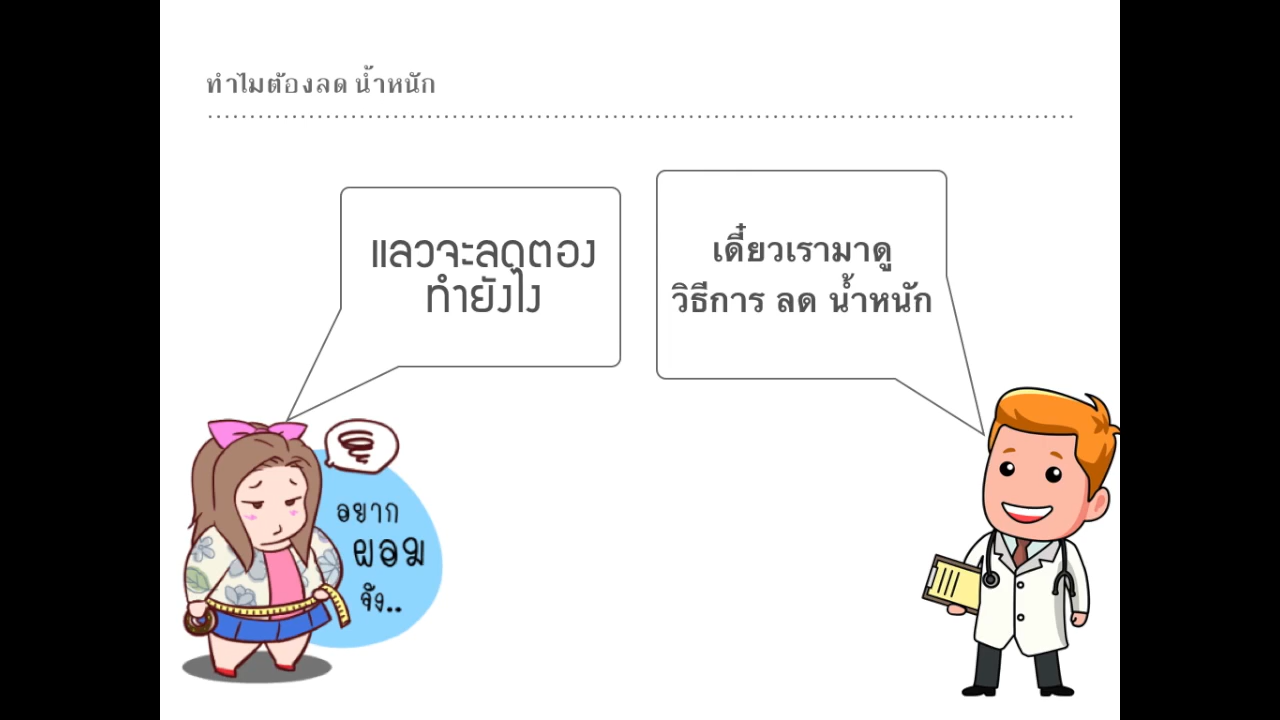 ทำไมต้องลด น้ำหนัก
แลวจะลดตอง
ทำยังไง
เดี๋ยวเรามาดู
วิธีการ ลด น้ำหนัก
อยาก
ผอม
จัง..